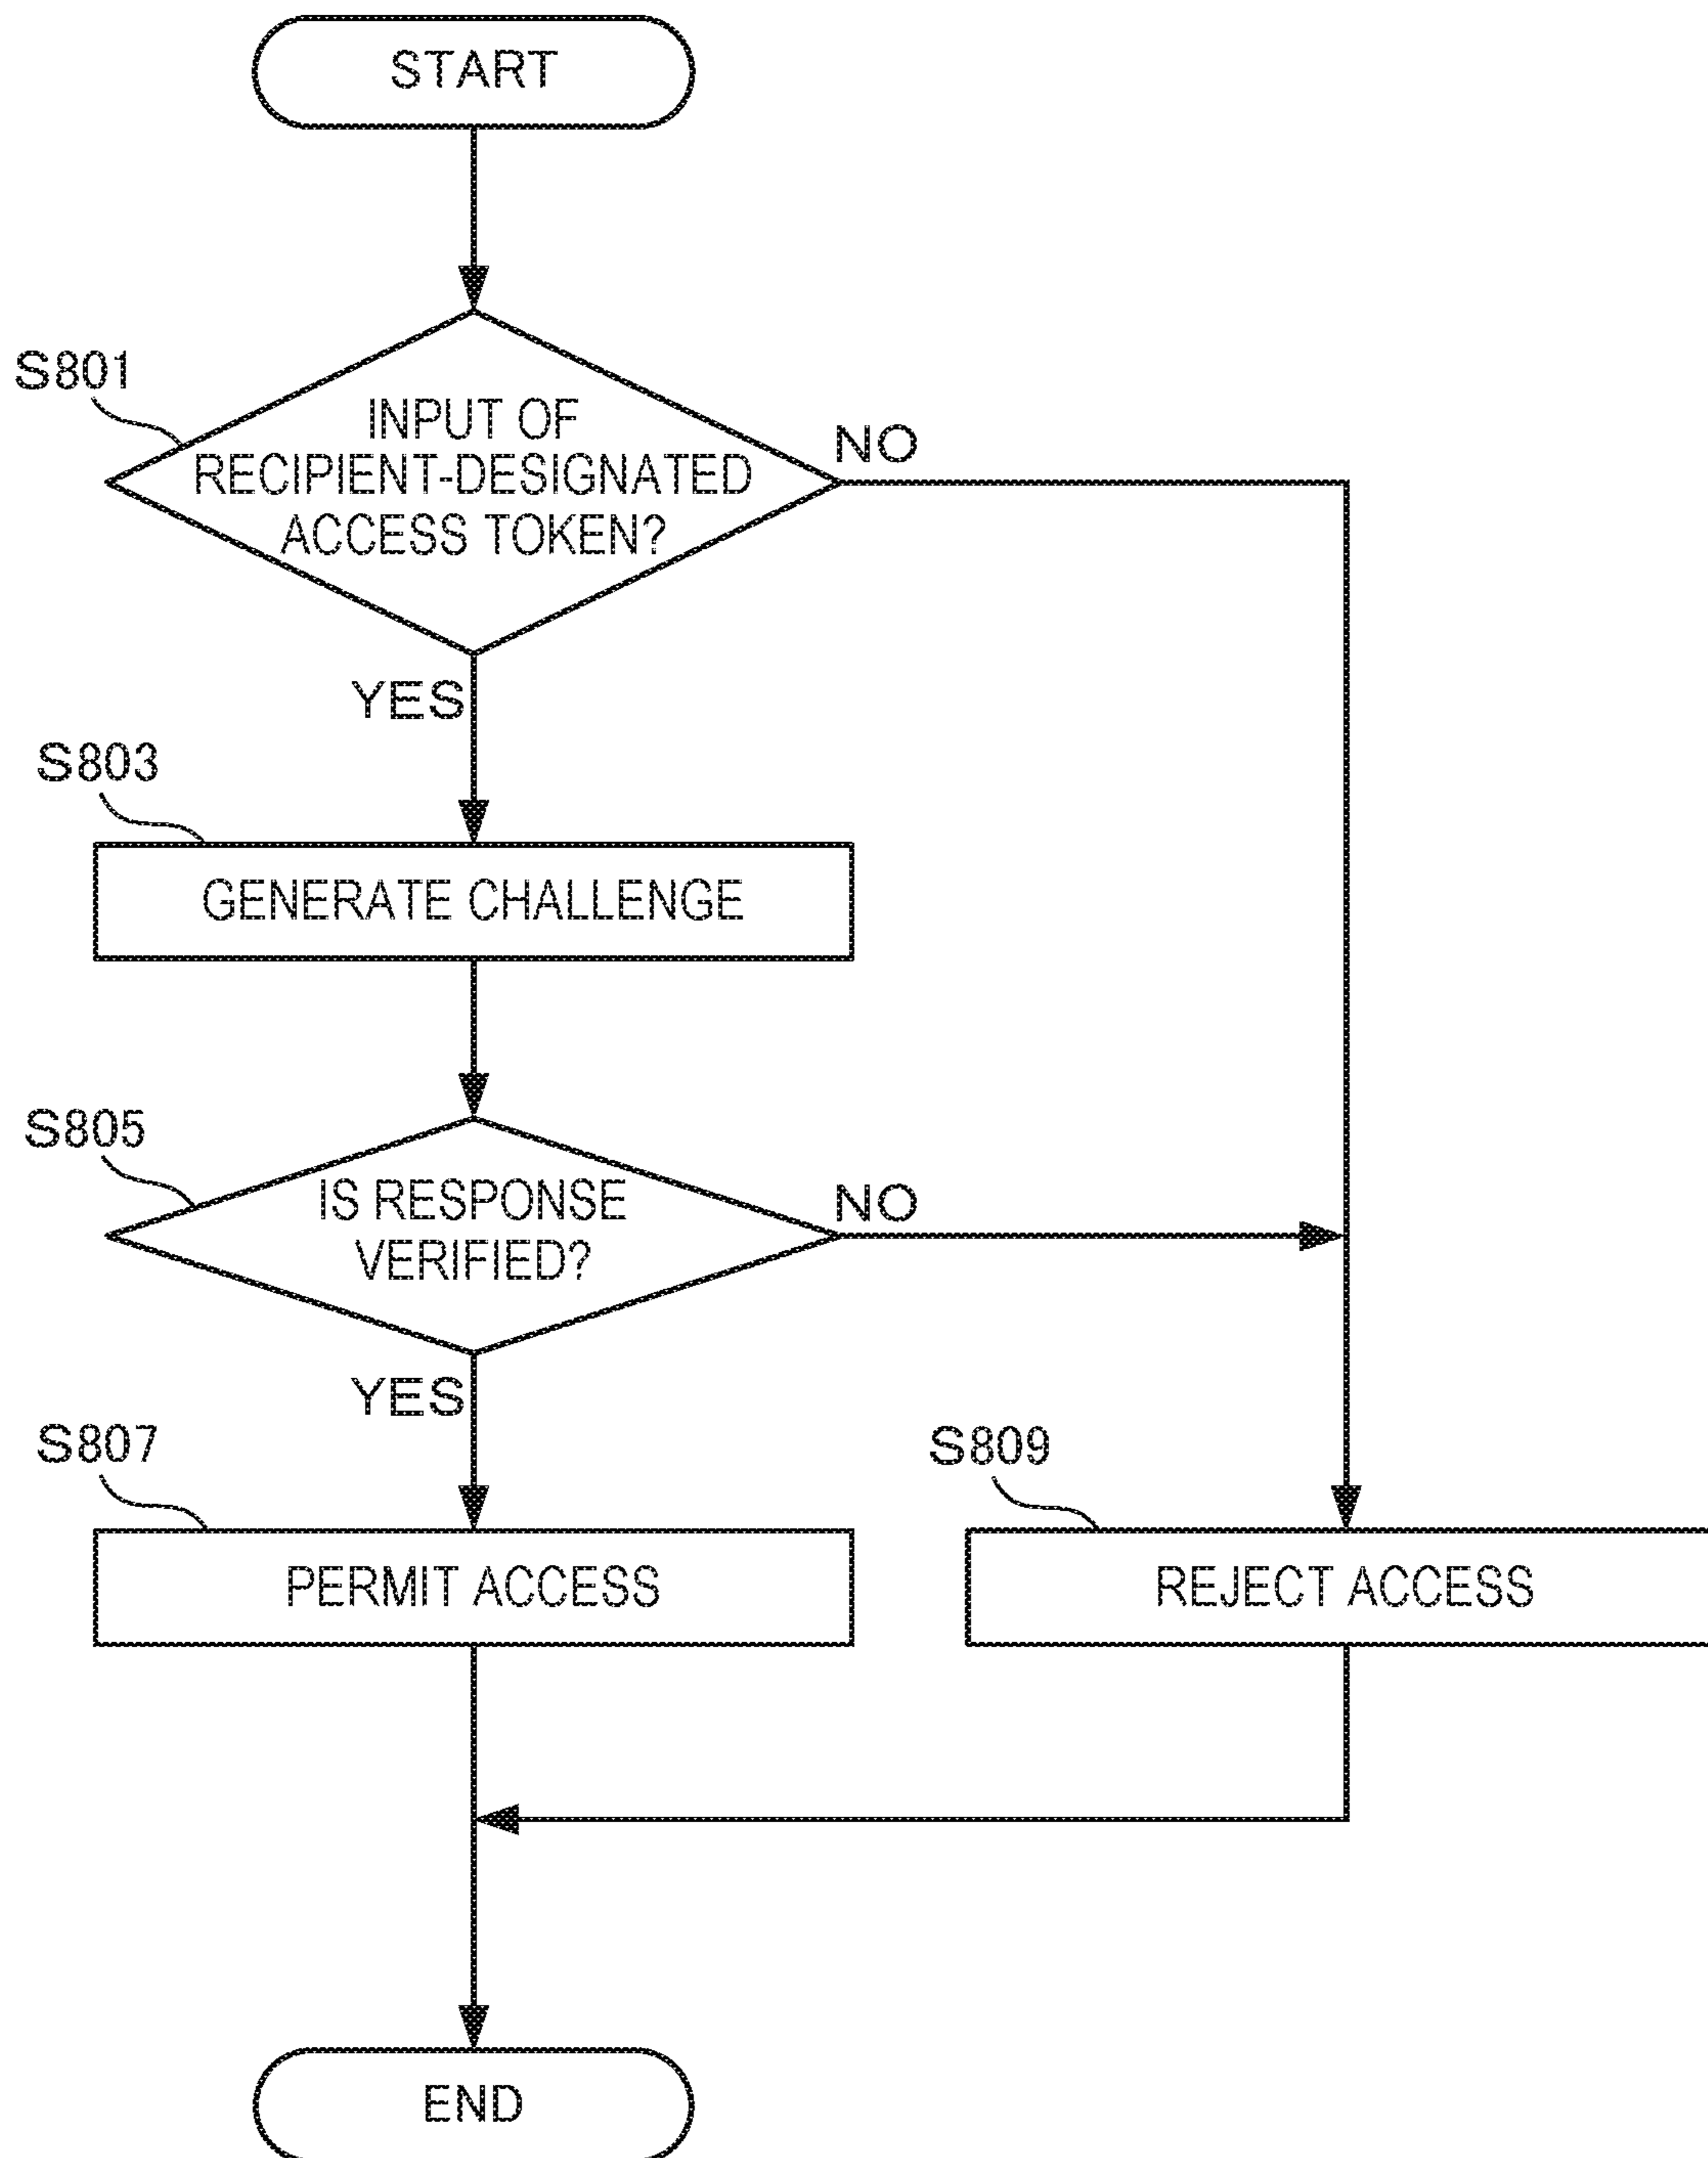 START
S801
INPUT OF
RECIPIENT-DESIGNATED
ACCESS TOKEN?
NO
YES
S803
GENERATE CHALLENGE
S805
IS RESPONSE
VERIFIED?
NO
YES
S807
PERMIT ACCESS
S809
REJECT ACCESS
END